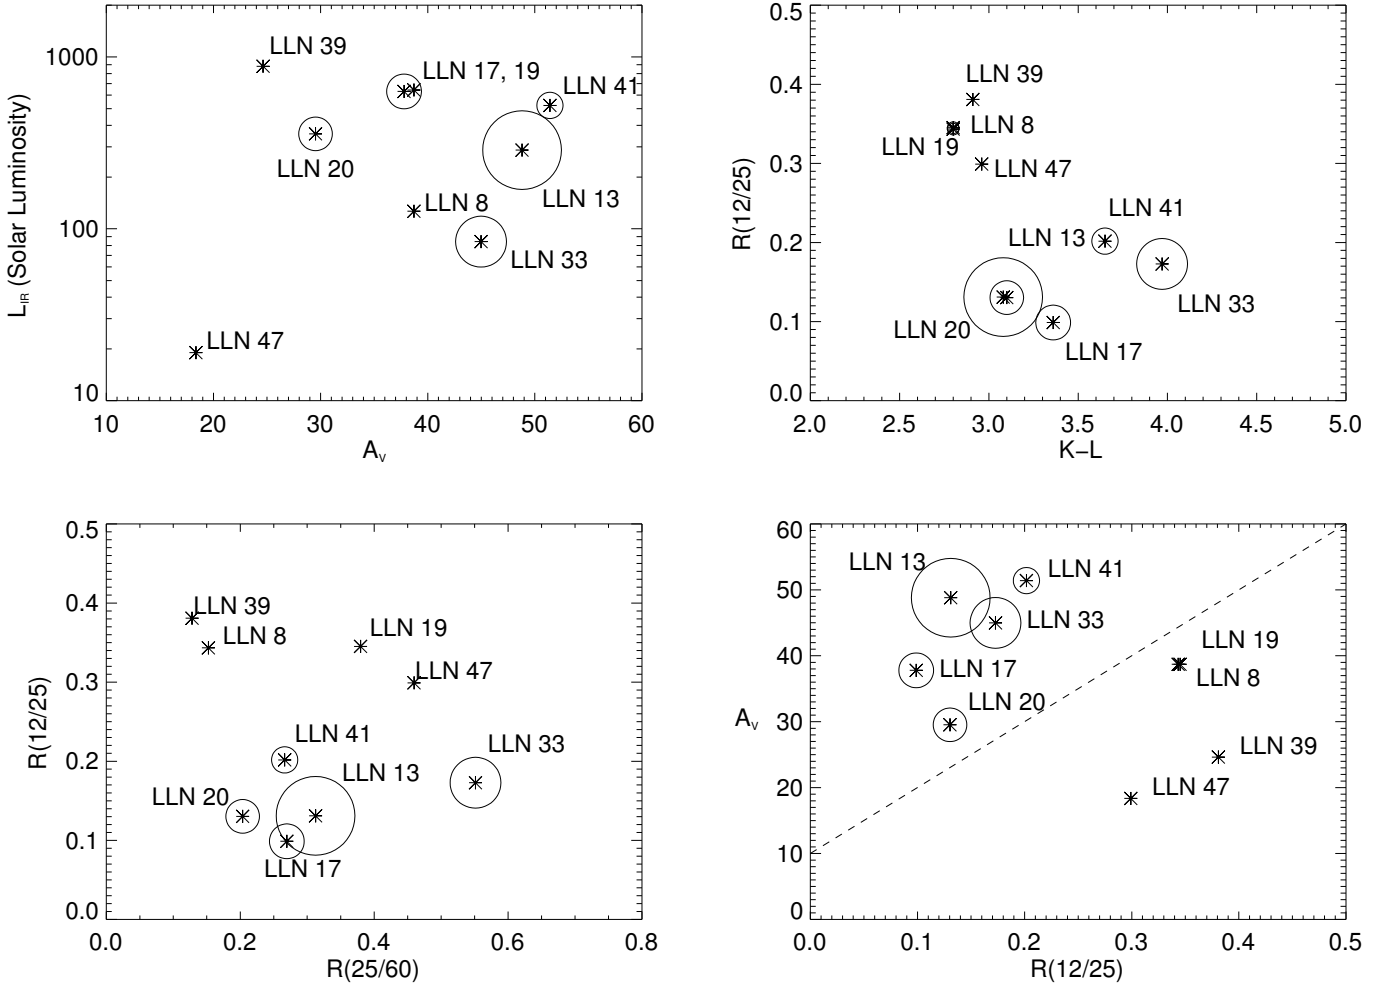 LLN 39
1000
LLN 17, 19
LLN 41
LLN 20
LLN 13
LLN 8
100
LLN 33
LLN 47
10
10 20 30 40 50 60
L_IR (Solar Luminosity)
A_v
0.5
LLN 39
0.4
LLN 8
LLN 19
0.3
LLN 47
LLN 41
LLN 13
0.2
LLN 33
LLN 20
0.1
LLN 17
0.0
2.0 2.5 3.0 3.5 4.0 4.5 5.0
R(12/25)
K–L
0.5
0.4
LLN 39
LLN 8
LLN 19
0.3
LLN 47
LLN 41
LLN 33
0.2
LLN 13
LLN 20
0.1
LLN 17
0.0
0.0 0.2 0.4 0.6 0.8
R(12/25)
R(25/60)
60
LLN 13
LLN 41
50
LLN 33
40
LLN 19
LLN 17
LLN 8
LLN 20
30
LLN 39
20
LLN 47
10
0
0.0 0.1 0.2 0.3 0.4 0.5
A_v
R(12/25)